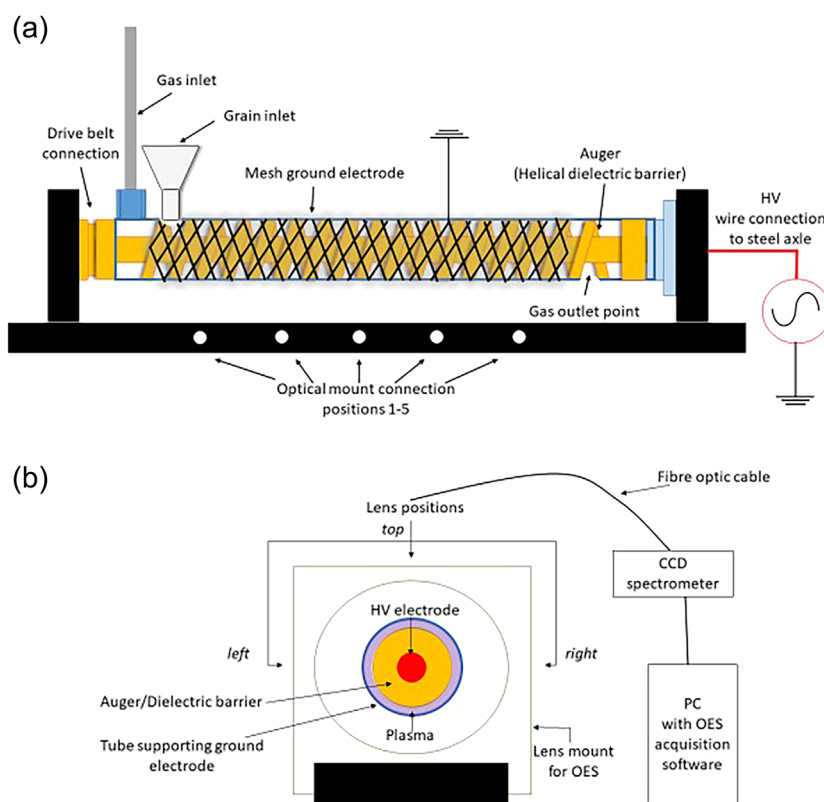 (a)
Gas inlet
Grain inlet
Drive belt
connection
Mesh ground electrode
Auger
(Helical dielectric barrier)
HV
wire connection
to steel axle
Gas outlet point
Optical mount connection
positions 1-5
(b)
Fibre optic cable
Lens positions
top
CCD
spectrometer
HV electrode
left
right
Auger/Dielectric barrier
Tube supporting ground
electrode
Plasma
Lens mount
for OES
PC
with OES
acquisition
software